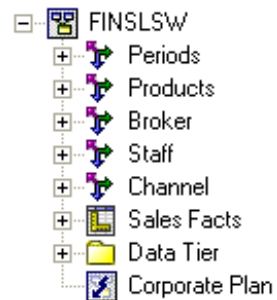 FINSLSW
Periods
Products
Broker
Staff
Channel
Sales Facts
Data Tier
Corporate Plan